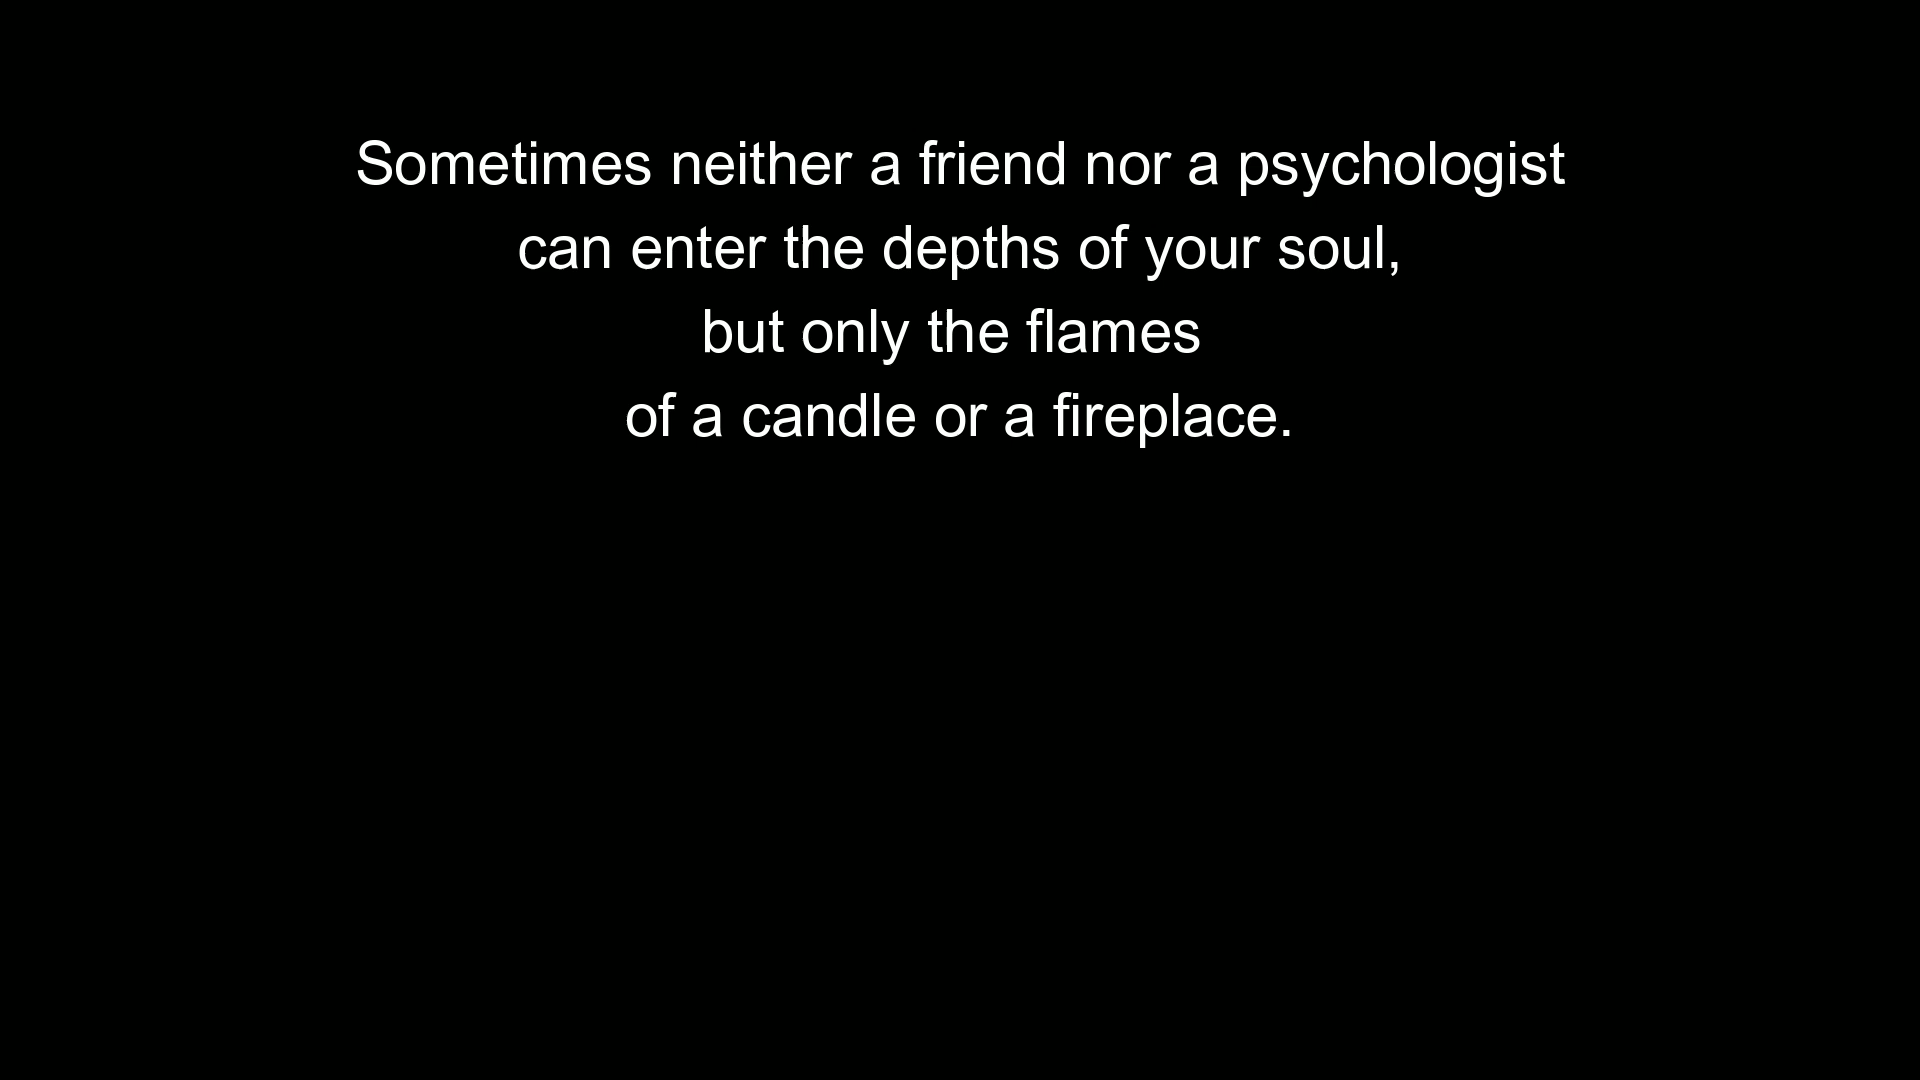 Sometimes neither a friend nor a psychologist
can enter the depths of your soul,
but only the flames
of a candle or a fireplace.